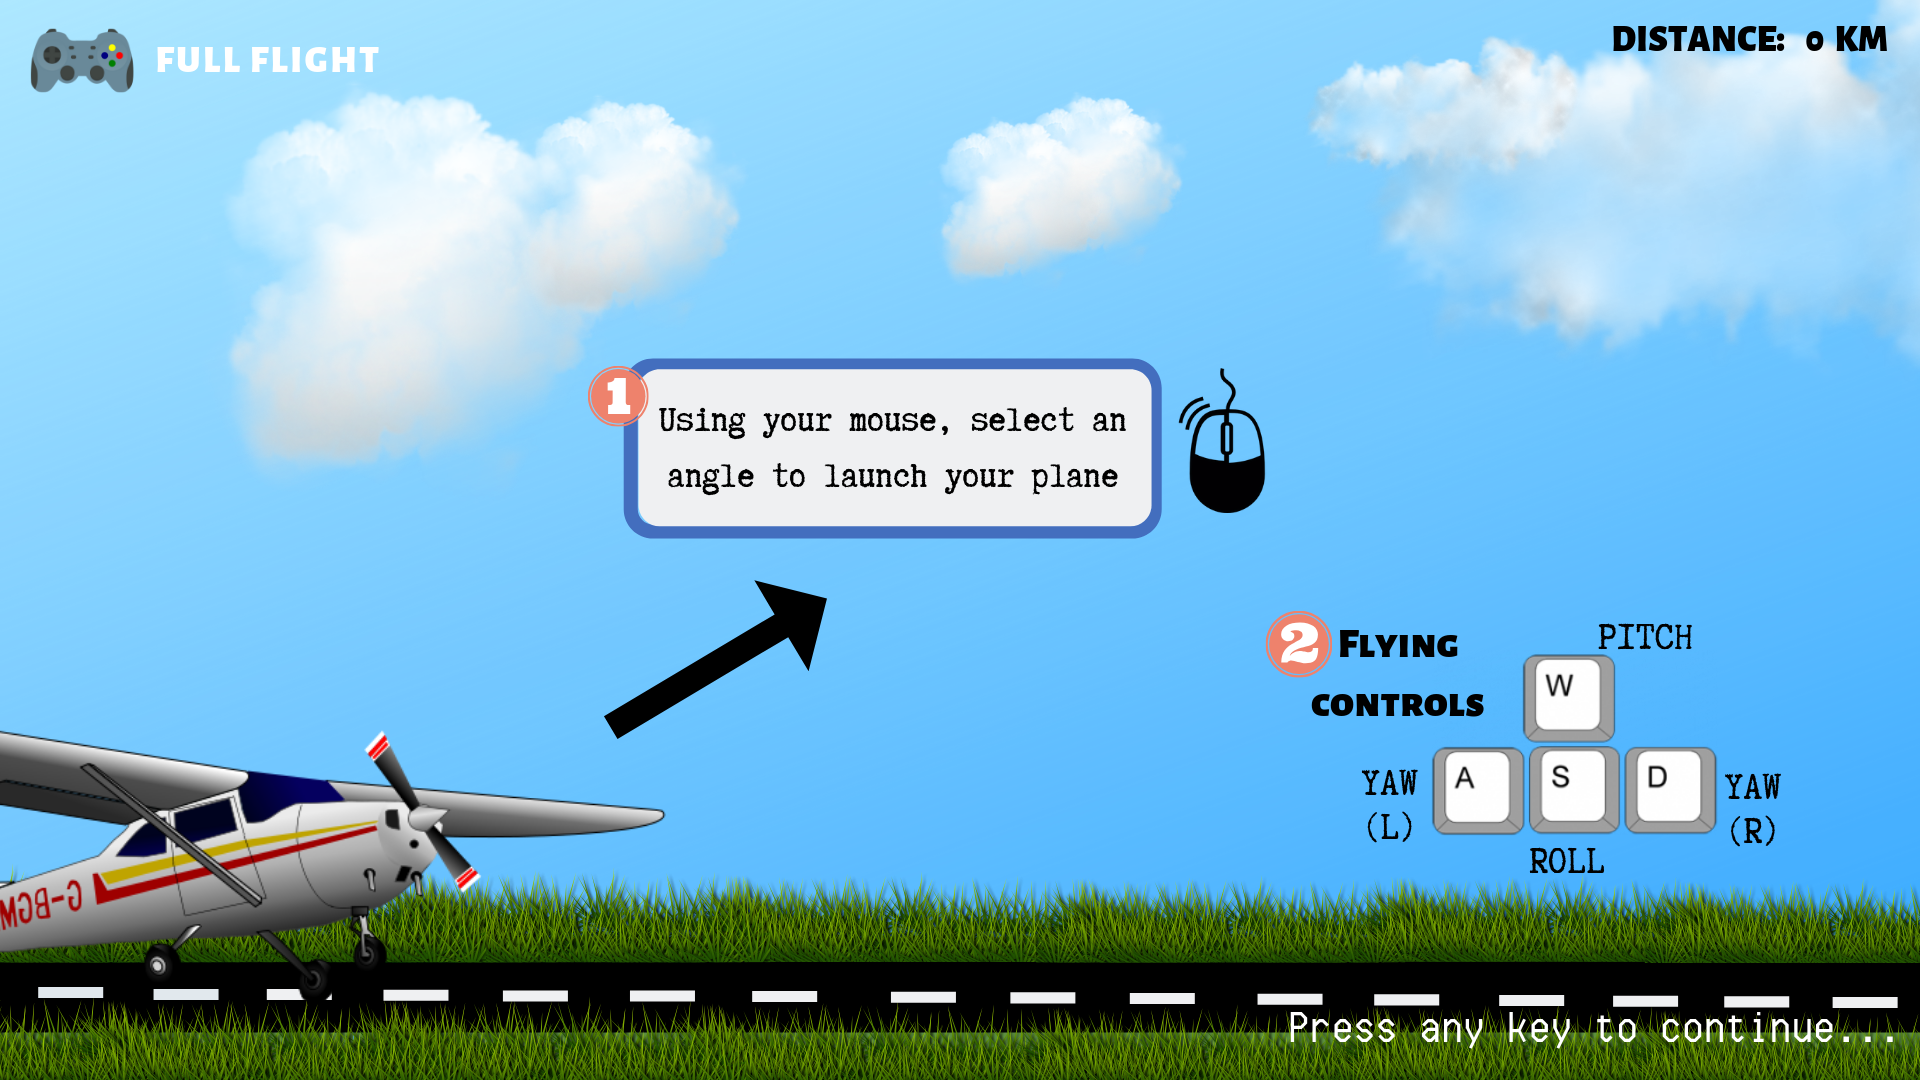 FULL FLIGHT
DISTANCE: 0 KM
1
Using your mouse, select an
angle to launch your plane
2 FLYING
CONTROLS
PITCH
W
A S D
YAW
(L)
YAW
(R)
ROLL
G-BGM
Press any key to continue...